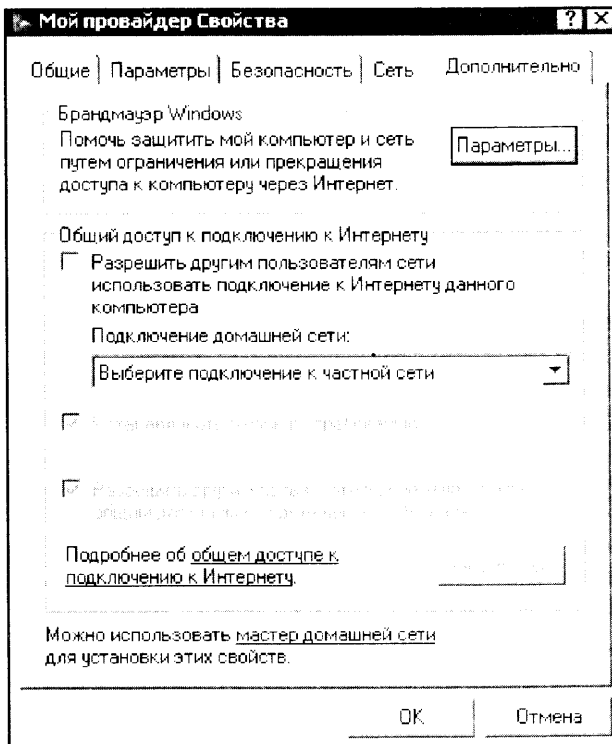 Мой провайдер Свойства
Общие Параметры Безопасность Сеть Дополнительно
Брандмауэр Windows
Помочь защитить мой компьютер и сеть
путем ограничения или прекращения
доступа к компьютеру через Интернет.
Параметры...
Общий доступ к подключению к Интернету
Разрешить другим пользователям сети
использовать подключение к Интернету данного
компьютера
Подключение домашней сети:
Выберите подключение к частной сети
Подробнее об общем доступе к
подключению к Интернету.
Можно использовать мастер домашней сети
для установки этих свойств.
OK Отмена